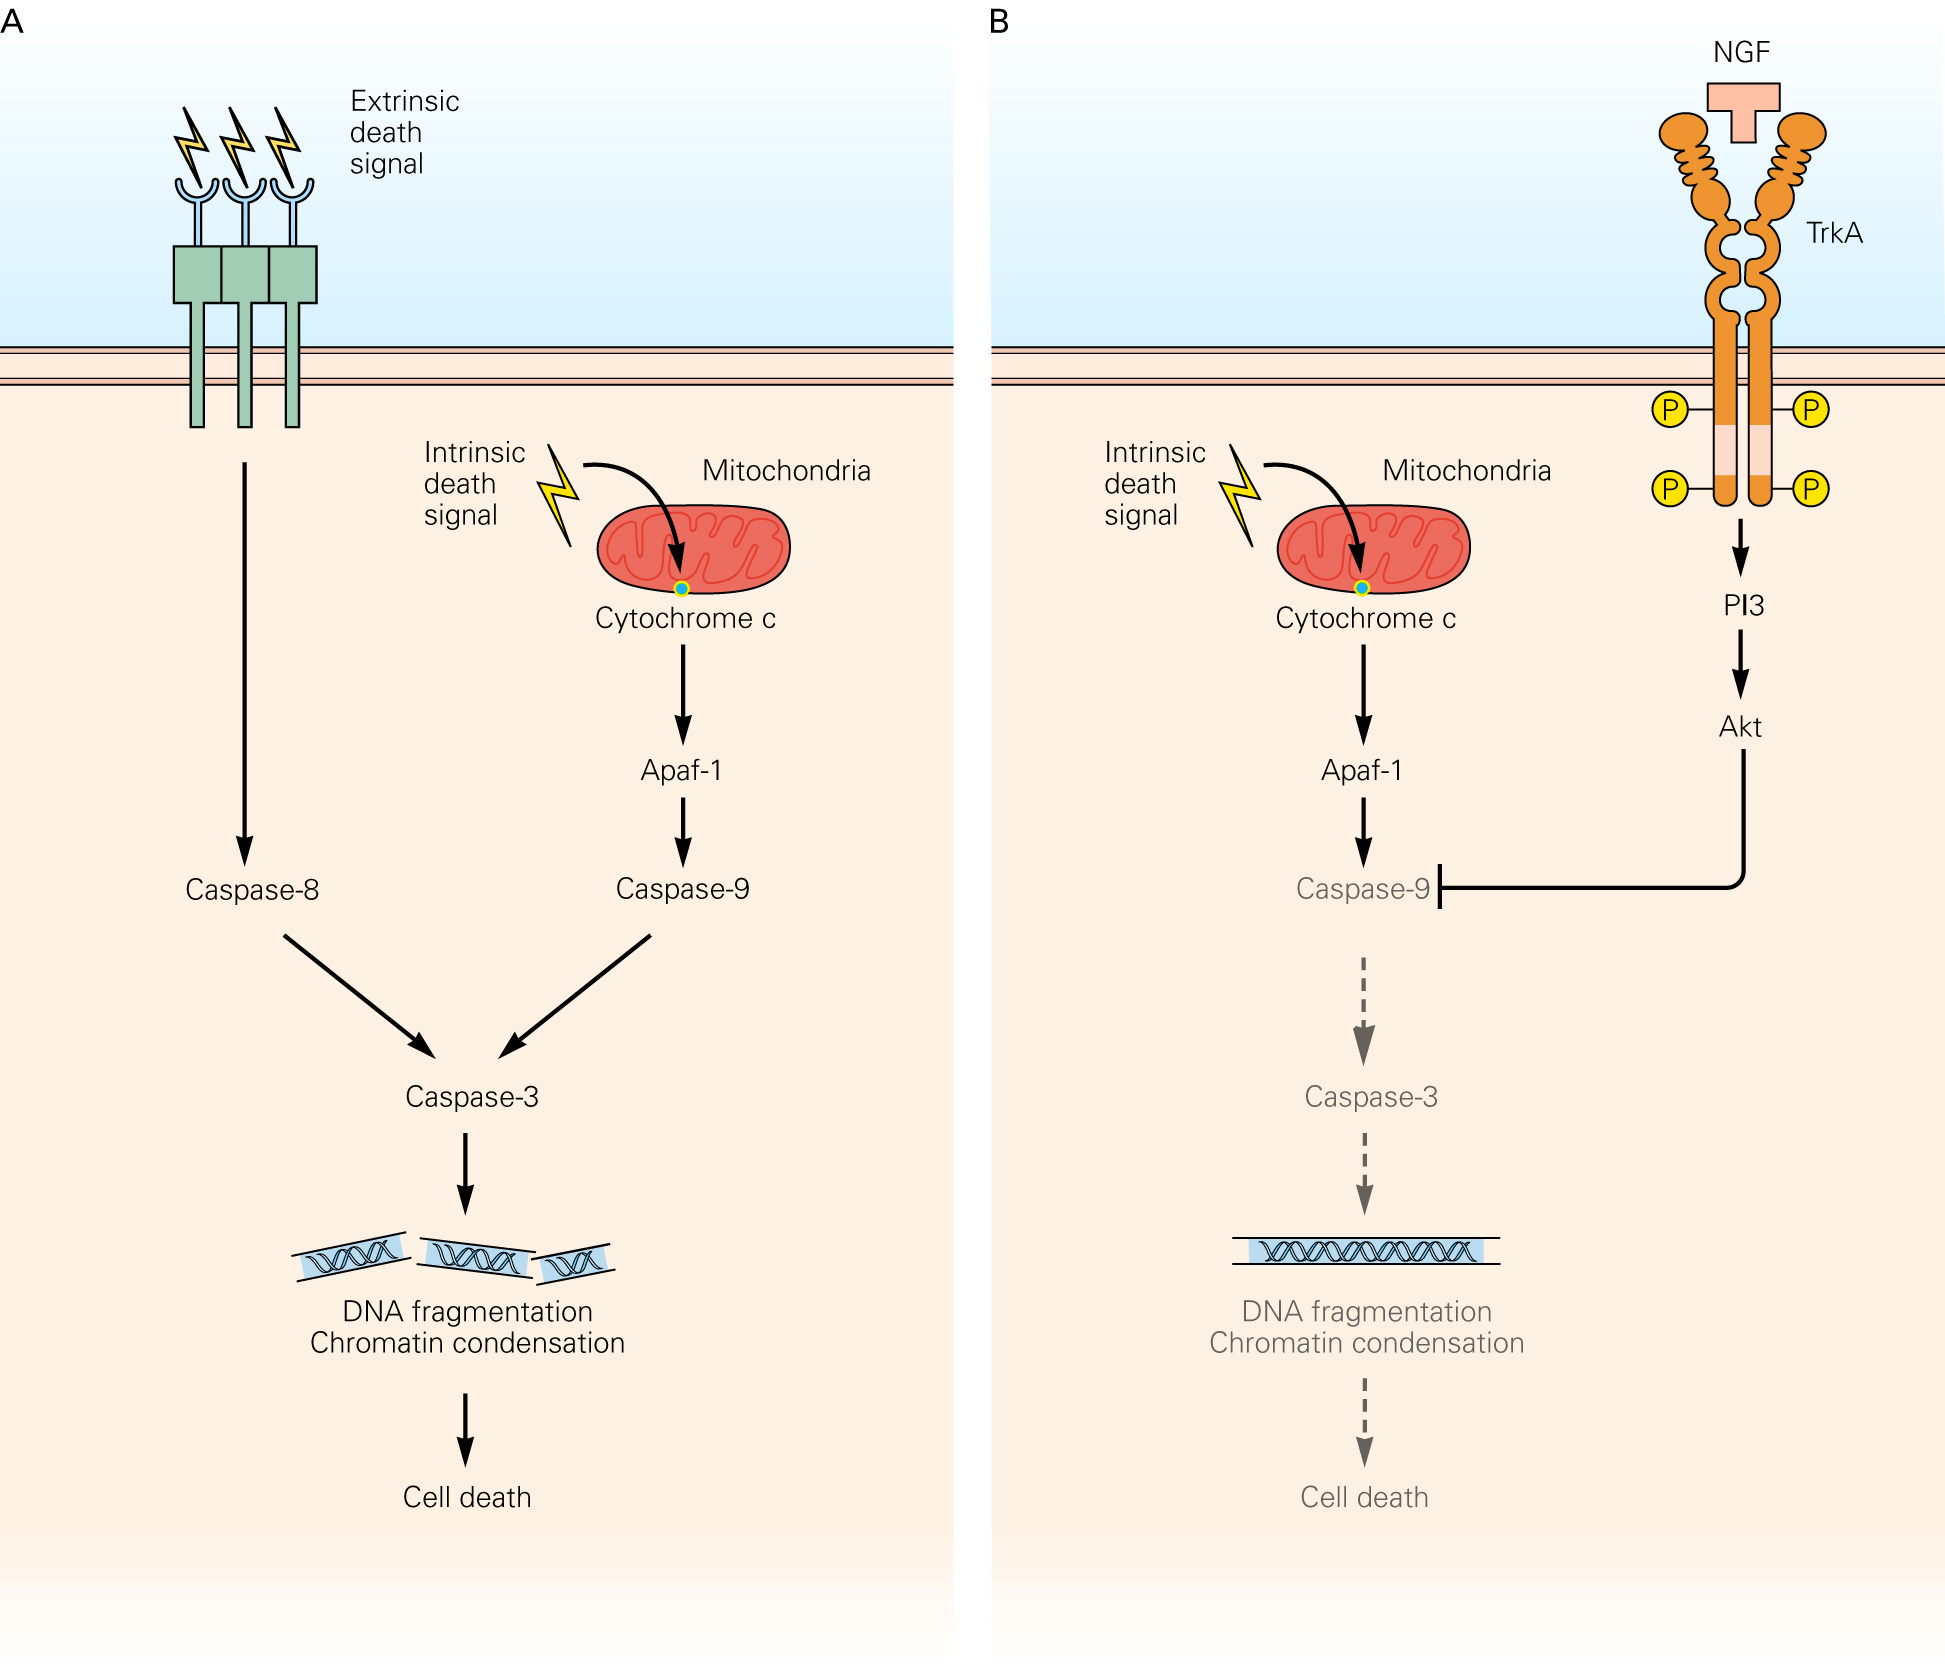 A
Extrinsic
death
signal
Intrinsic
death
signal
Mitochondria
Cytochrome c
Apaf-1
Caspase-8
Caspase-9
Caspase-3
DNA fragmentation
Chromatin condensation
Cell death
B
NGF
TrkA
P
P
P
P
Intrinsic
death
signal
Mitochondria
Cytochrome c
PI3
Akt
Apaf-1
Caspase-9
Caspase-3
DNA fragmentation
Chromatin condensation
Cell death